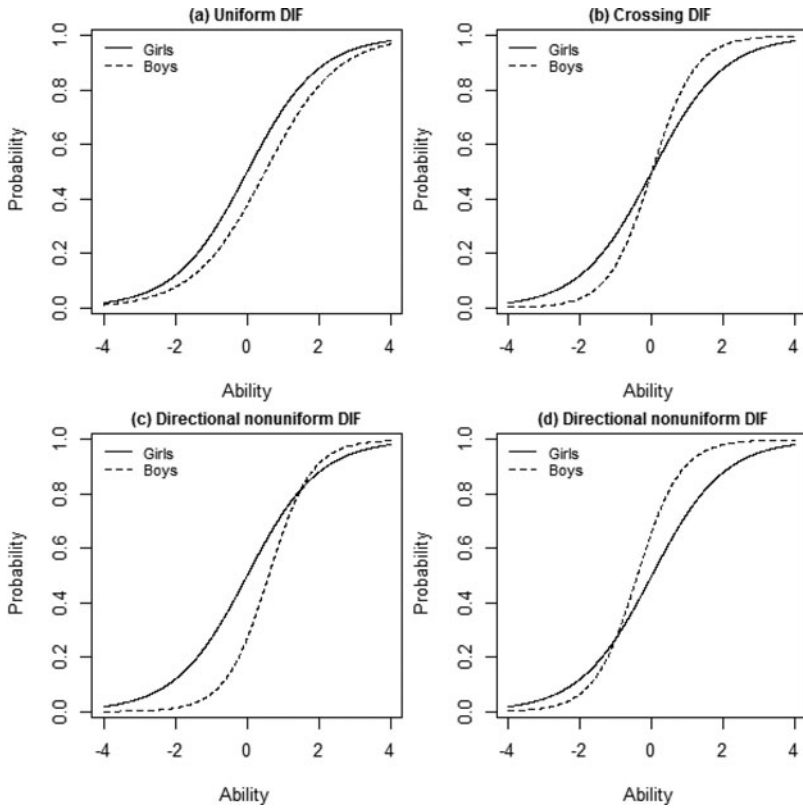 (a) Uniform DIF
Probability
1.0
0.8
0.6
0.4
0.2
0.0
Girls
Boys
-4 -2 0 2 4
Ability
(b) Crossing DIF
Probability
1.0
0.8
0.6
0.4
0.2
0.0
Girls
Boys
-4 -2 0 2 4
Ability
(c) Directional nonuniform DIF
Probability
1.0
0.8
0.6
0.4
0.2
0.0
Girls
Boys
-4 -2 0 2 4
Ability
(d) Directional nonuniform DIF
Probability
1.0
0.8
0.6
0.4
0.2
0.0
Girls
Boys
-4 -2 0 2 4
Ability